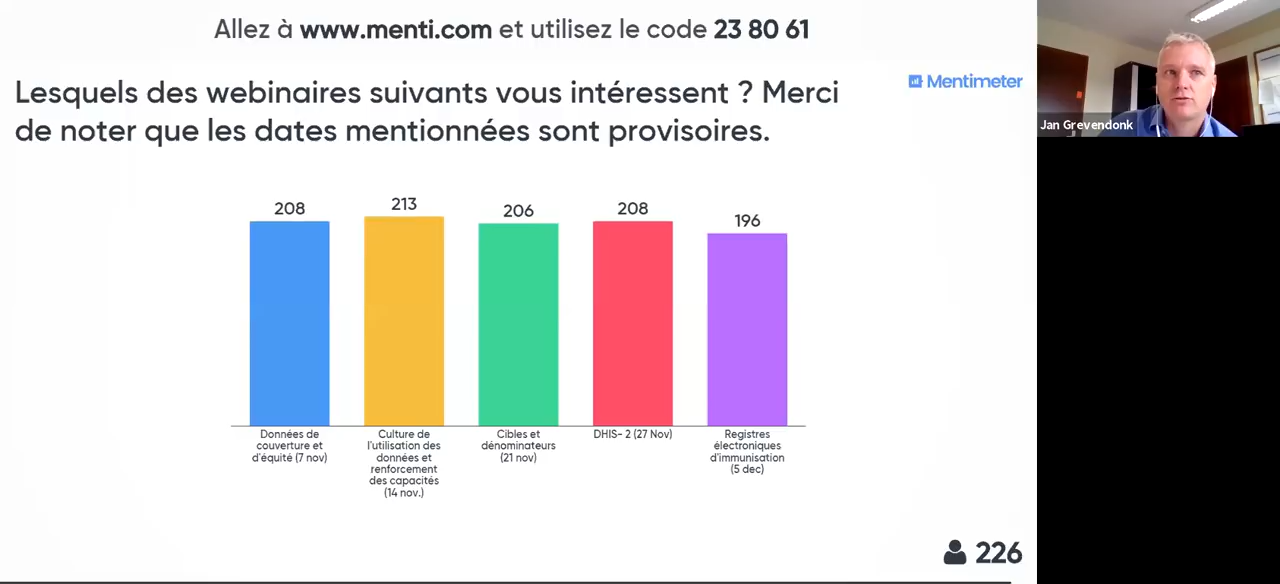 Allez à www.menti.com et utilisez le code 23 80 61
Mentimeter
Lesquels des webinaires suivants vous intéressent ? Merci
de noter que les dates mentionnées sont provisoires.
Jan Grevendonk
208
213
206
208
196
Données de
couverture et
d'équité (7 nov)
Culture de
l'utilisation des
données et
renforcement
des capacités
(14 nov.)
Cibles et
dénominateurs
(21 nov)
DHIS- 2 (27 Nov)
Registres
électroniques
d'immunisation
(5 dec)
226